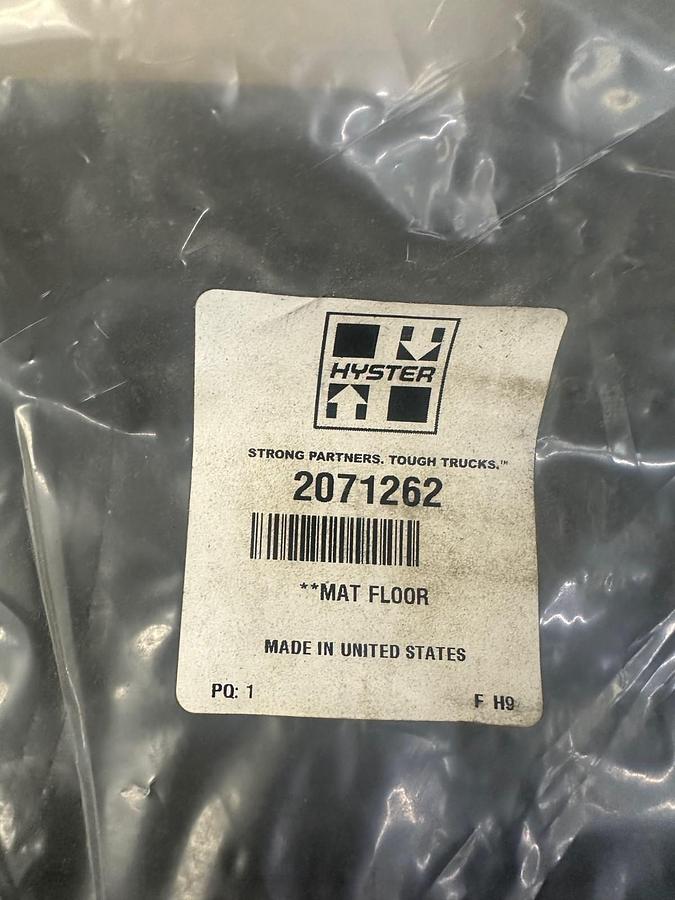 HYSTER
STRONG PARTNERS. TOUGH TRUCKS.™
2071262
**MAT FLOOR
MADE IN UNITED STATES
PQ: 1
F H9